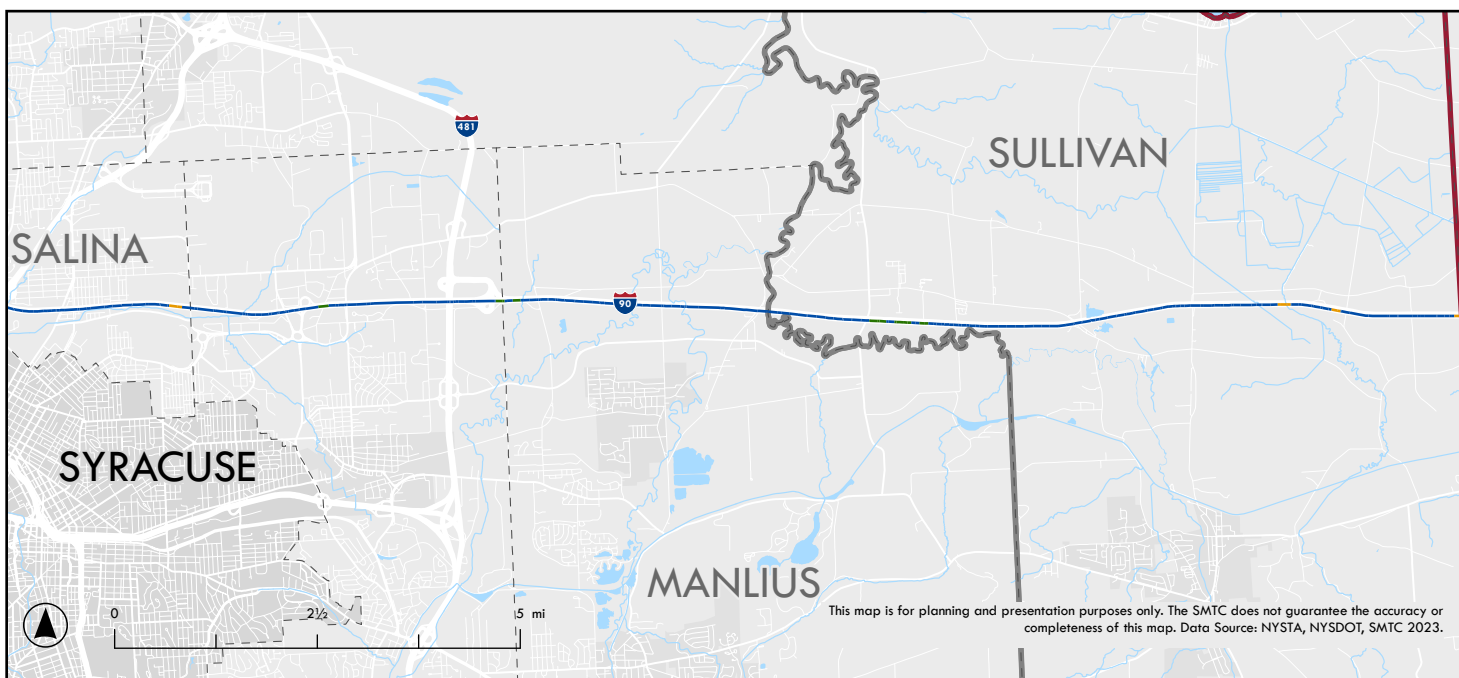 481
SULLIVAN
SALINA
90
SYRACUSE
MANLIUS
0 2½ 5 mi
This map is for planning and presentation purposes only. The SMTC does not guarantee the accuracy or
completeness of this map. Data Source: NYSTA, NYSDOT, SMTC 2023.